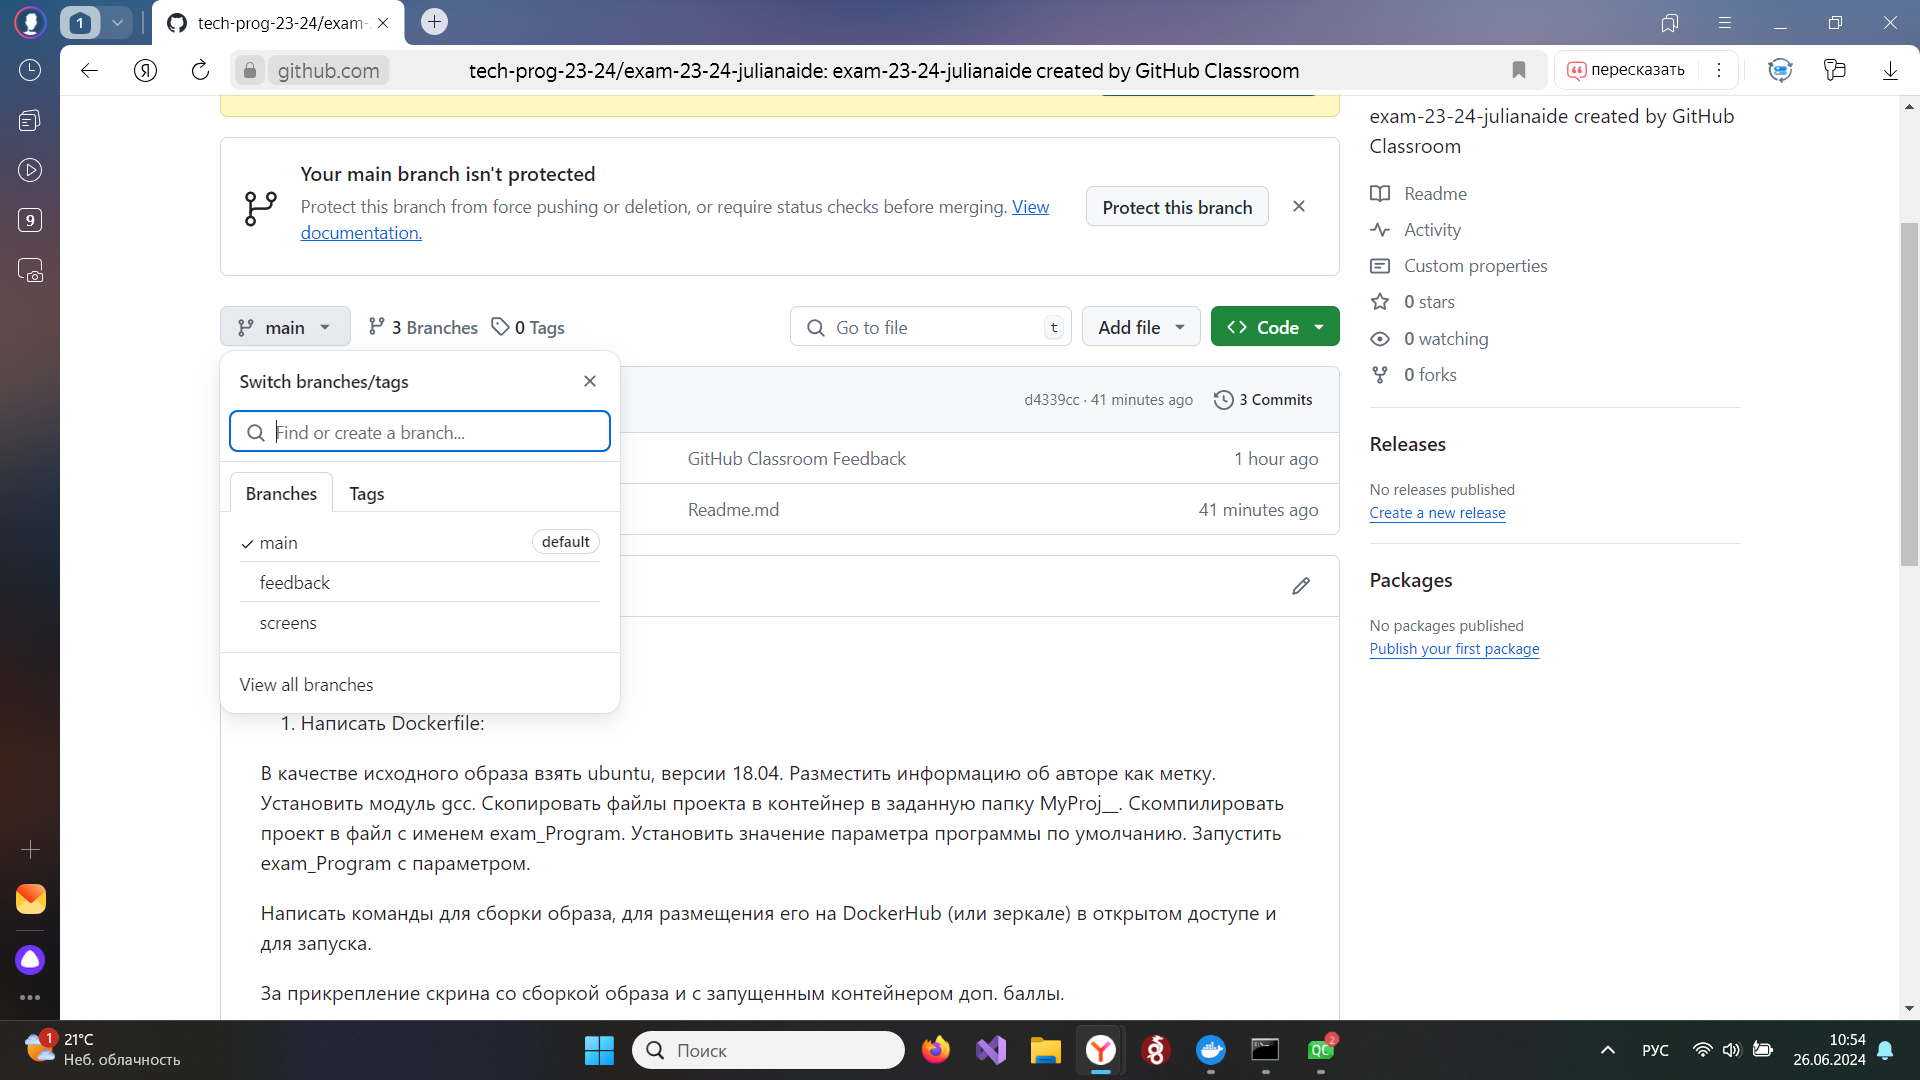 1
tech-prog-23-24/exam-
github.com
tech-prog-23-24/exam-23-24-julianaide: exam-23-24-julianaide created by GitHub Classroom
пересказать
9
exam-23-24-julianaide created by GitHub
Classroom
Your main branch isn't protected
Protect this branch from force pushing or deletion, or require status checks before merging. View
documentation.
Protect this branch
Readme
Activity
Custom properties
0 stars
0 watching
0 forks
main
3 Branches
0 Tags
Go to file
t
Add file
Code
Switch branches/tags
Find or create a branch...
Branches
Tags
main
default
feedback
screens
View all branches
d4339cc · 41 minutes ago
3 Commits
GitHub Classroom Feedback
1 hour ago
Readme.md
41 minutes ago
Releases
No releases published
Create a new release
Packages
No packages published
Publish your first package
1. Написать Dockerfile:
В качестве исходного образа взять ubuntu, версии 18.04. Разместить информацию об авторе как метку.
Установить модуль gcc. Скопировать файлы проекта в контейнер в заданную папку MyProj__. Скомпилировать
проект в файл с именем exam_Program. Установить значение параметра программы по умолчанию. Запустить
exam_Program с параметром.
Написать команды для сборки образа, для размещения его на DockerHub (или зеркале) в открытом доступе и
для запуска.
За прикрепление скрина со сборкой образа и с запущенным контейнером доп. баллы.
1
21°C
Неб. облачность
Поиск
QC
2
РУС
10:54
26.06.2024